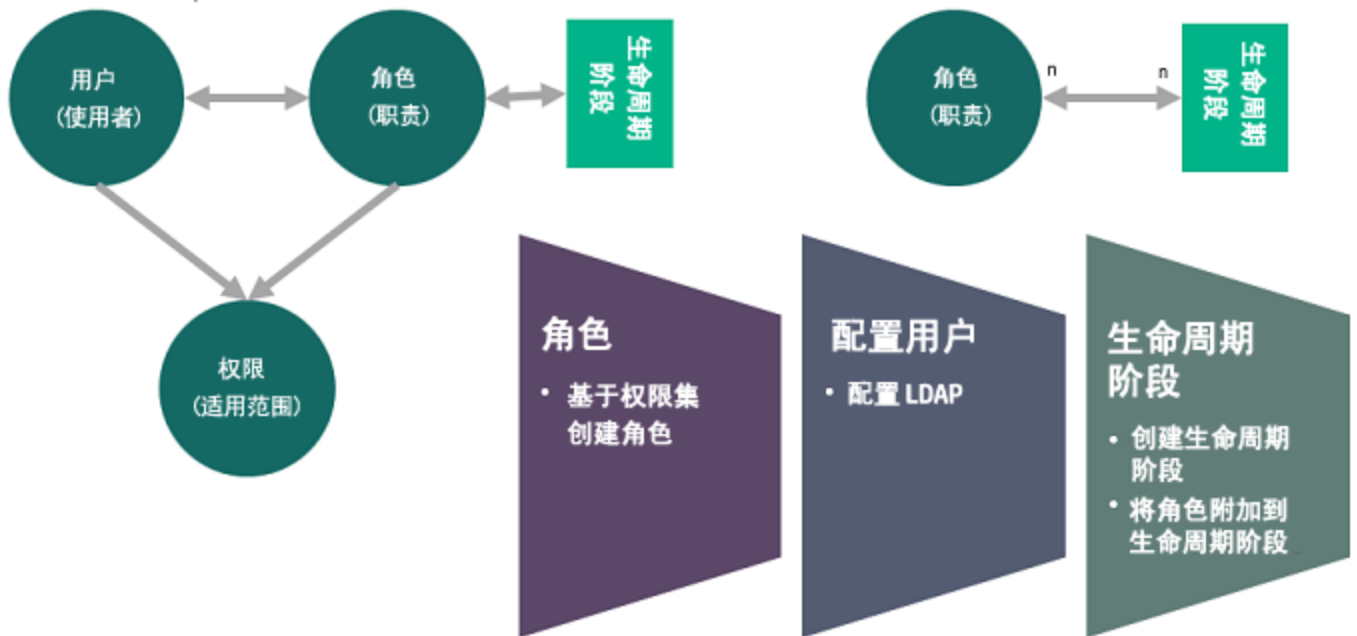 用户
(使用者)
角色
(职责)
生命周期
阶段
角色
(职责)
n
n
生命周期
阶段
权限
(适用范围)
角色
• 基于权限集
创建角色
配置用户
• 配置 LDAP
生命周期
阶段
• 创建生命周期
阶段
• 将角色附加到
生命周期阶段